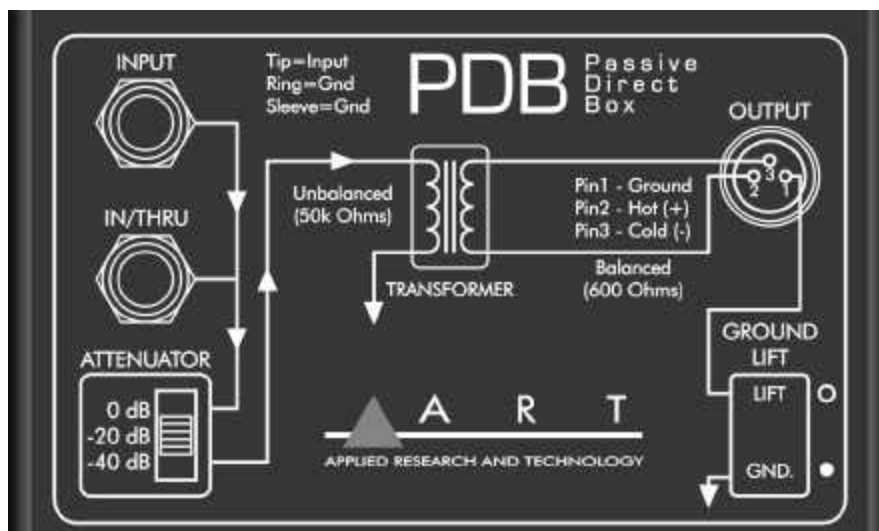 INPUT
Tip=Input
Ring=Gnd
Sleeve=Gnd
PDB
Passive
Direct
Box
OUTPUT
3
2 1
Unbalanced
(50k Ohms)
Pin1 - Ground
Pin2 - Hot (+)
Pin3 - Cold (-)
IN/THRU
TRANSFORMER
Balanced
(600 Ohms)
GROUND
LIFT
ATTENUATOR
0 dB
-20 dB
-40 dB
LIFT
GND.
A R T
APPLIED RESEARCH AND TECHNOLOGY